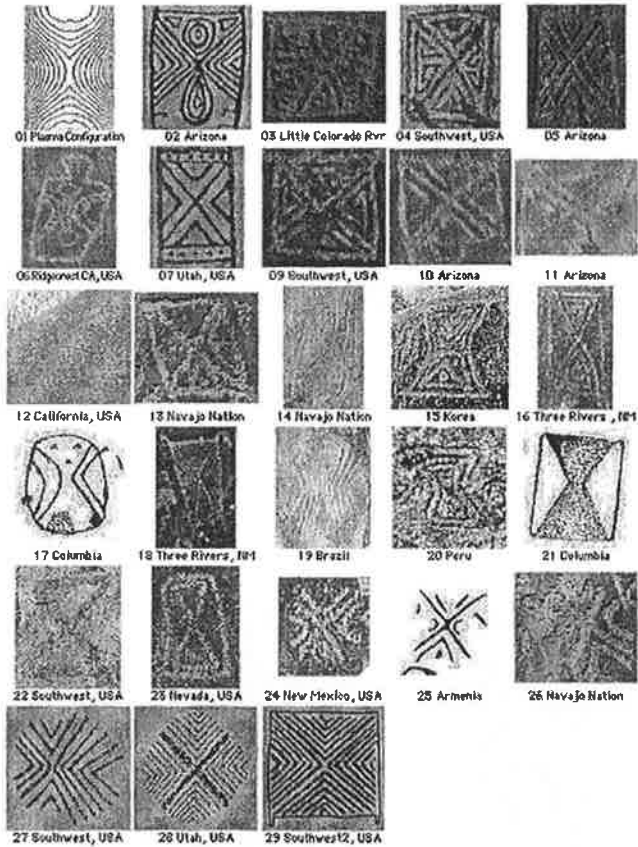 01 Plasma Configuration 02 Arizona 03 Little Colorado Rvr 04 Southwest, USA 05 Arizona
06 Ridgecrest CA, USA 07 Utah, USA 09 Southwest, USA 10 Arizona 11 Arizona
12 California, USA 13 Navajo Nation 14 Navajo Nation 15 Korea 16 Three Rivers, NM
17 Columbia 18 Three Rivers, NM 19 Brazil 20 Peru 21 Columbia
22 Southwest, USA 23 Nevada, USA 24 New Mexico, USA 25 Armenia 26 Navajo Nation
27 Southwest, USA 28 Utah, USA 29 Southwest2, USA